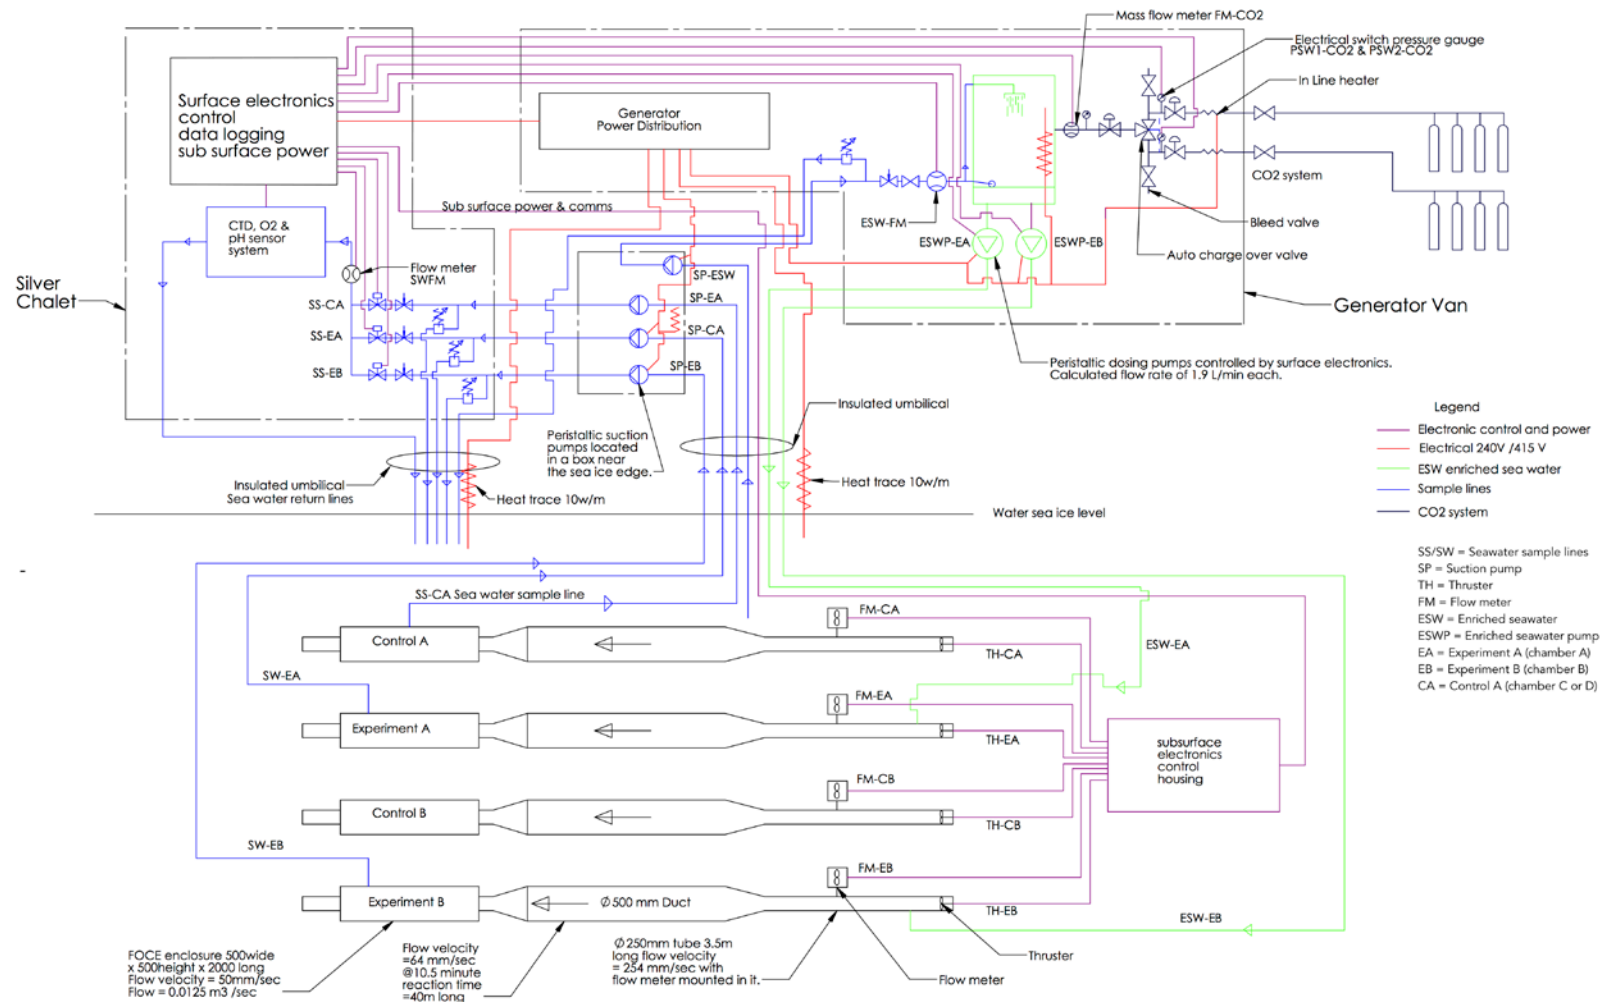 Mass flow meter FM-CO2
Electrical switch pressure gauge
PSW1-CO2 & PSW2-CO2
In Line heater
Surface electronics
control
data logging
sub surface power
Generator
Power Distribution
CO2 system
Sub surface power & comms
ESW-FM
ESWP-EA
ESWP-EB
Bleed valve
Auto charge over valve
CTD, O2 &
pH sensor
system
Flow meter
SWFM
SP-ESW
Silver
Chalet
SS-CA
SP-EA
Generator Van
SS-EA
SP-CA
SS-EB
SP-EB
Peristaltic dosing pumps controlled by surface electronics.
Calculated flow rate of 1.9 L/min each.
Insulated umbilical
Legend
Electronic control and power
Electrical 240V /415 V
ESW enriched sea water
Sample lines
CO2 system
Peristaltic suction
pumps located
in a box near
the sea ice edge.
Insulated umbilical
Sea water return lines
Heat trace 10w/m
Heat trace 10w/m
Water sea ice level
SS/SW = Seawater sample lines
SP = Suction pump
TH = Thruster
FM = Flow meter
ESW = Enriched seawater
ESWP = Enriched seawater pump
EA = Experiment A (chamber A)
EB = Experiment B (chamber B)
CA = Control A (chamber C or D)
SS-CA Sea water sample line
FM-CA
Control A
TH-CA
ESW-EA
SW-EA
FM-EA
Experiment A
TH-EA
subsurface
electronics
control
housing
FM-CB
Control B
TH-CB
SW-EB
FM-EB
Experiment B
Ø500 mm Duct
TH-EB
ESW-EB
FOCE enclosure 500wide
x 500height x 2000 long
Flow velocity = 50mm/sec
Flow = 0.0125 m3 /sec
Flow velocity
=64 mm/sec
@10.5 minute
reaction time
=40m long
Ø250mm tube 3.5m
long flow velocity
= 254 mm/sec with
flow meter mounted in it.
Flow meter
Thruster